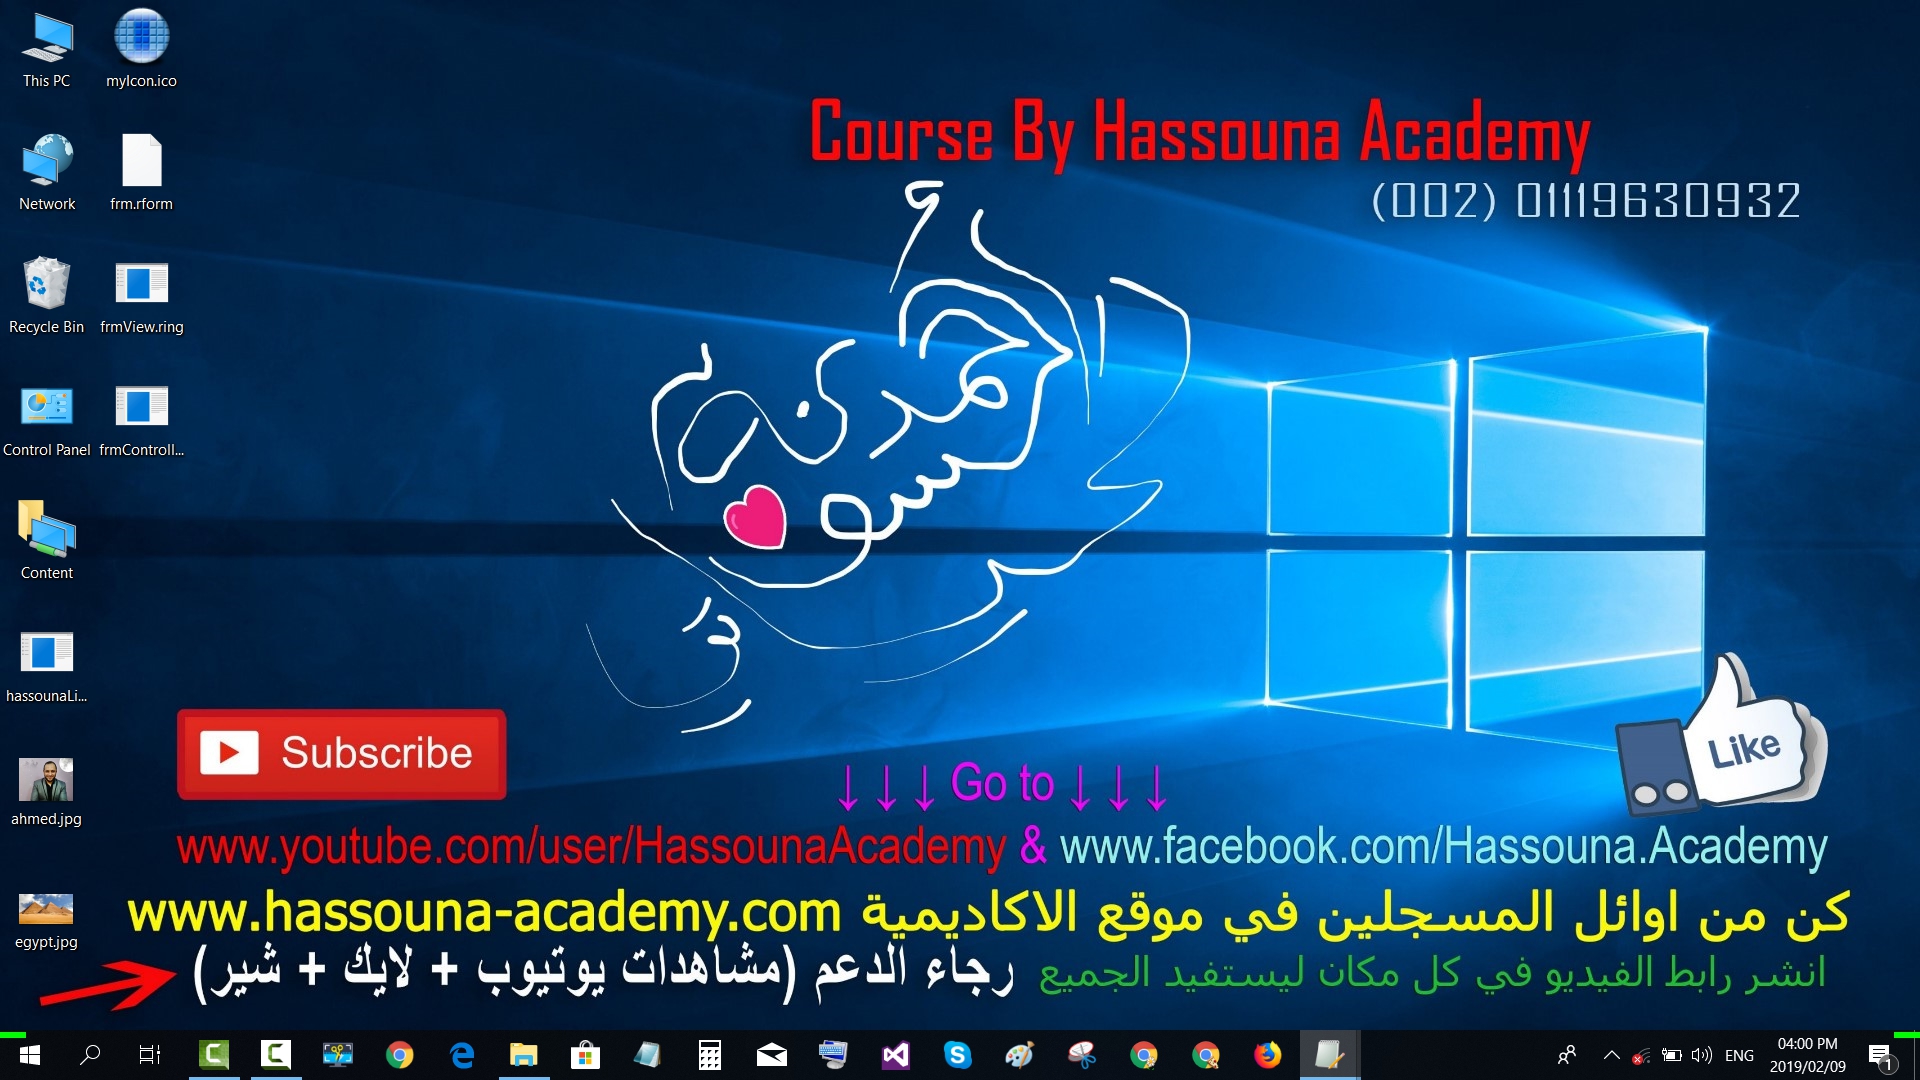 This PC
myIcon.ico
Network
frm.rform
Recycle Bin
frmView.ring
Control Panel
frmControll...
Content
hassounaLi...
ahmed.jpg
egypt.jpg
Course By Hassouna Academy
(002) 01119630932
Subscribe
Like
↓ ↓ ↓ Go to ↓ ↓ ↓
www.youtube.com/user/HassounaAcademy & www.facebook.com/Hassouna.Academy
كن من اوائل المسجلين في موقع الاكاديمية www.hassouna-academy.com
انشر رابط الفيديو في كل مكان ليستفيد الجميع
رجاء الدعم (مشاهدات يوتيوب + لايك + شير)
ENG
04:00 PM
2019/02/09
1